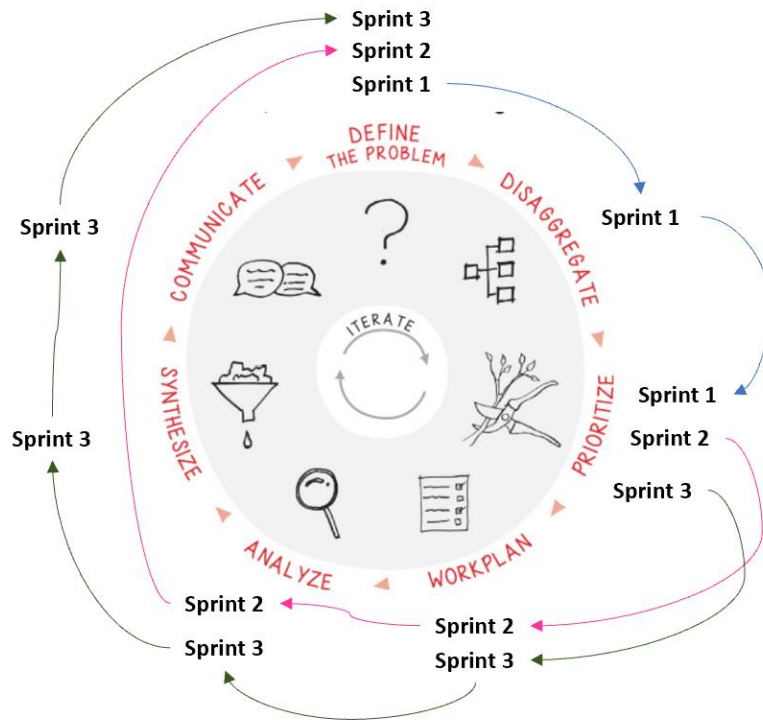 Sprint 3
Sprint 2
Sprint 1
DEFINE
THE PROBLEM
DISAGGREGATE
Sprint 1
PRIORITIZE
Sprint 1
Sprint 2
Sprint 3
WORKPLAN
Sprint 2
Sprint 3
ANALYZE
Sprint 2
Sprint 3
SYNTHESIZE
Sprint 3
COMMUNICATE
Sprint 3
ITERATE